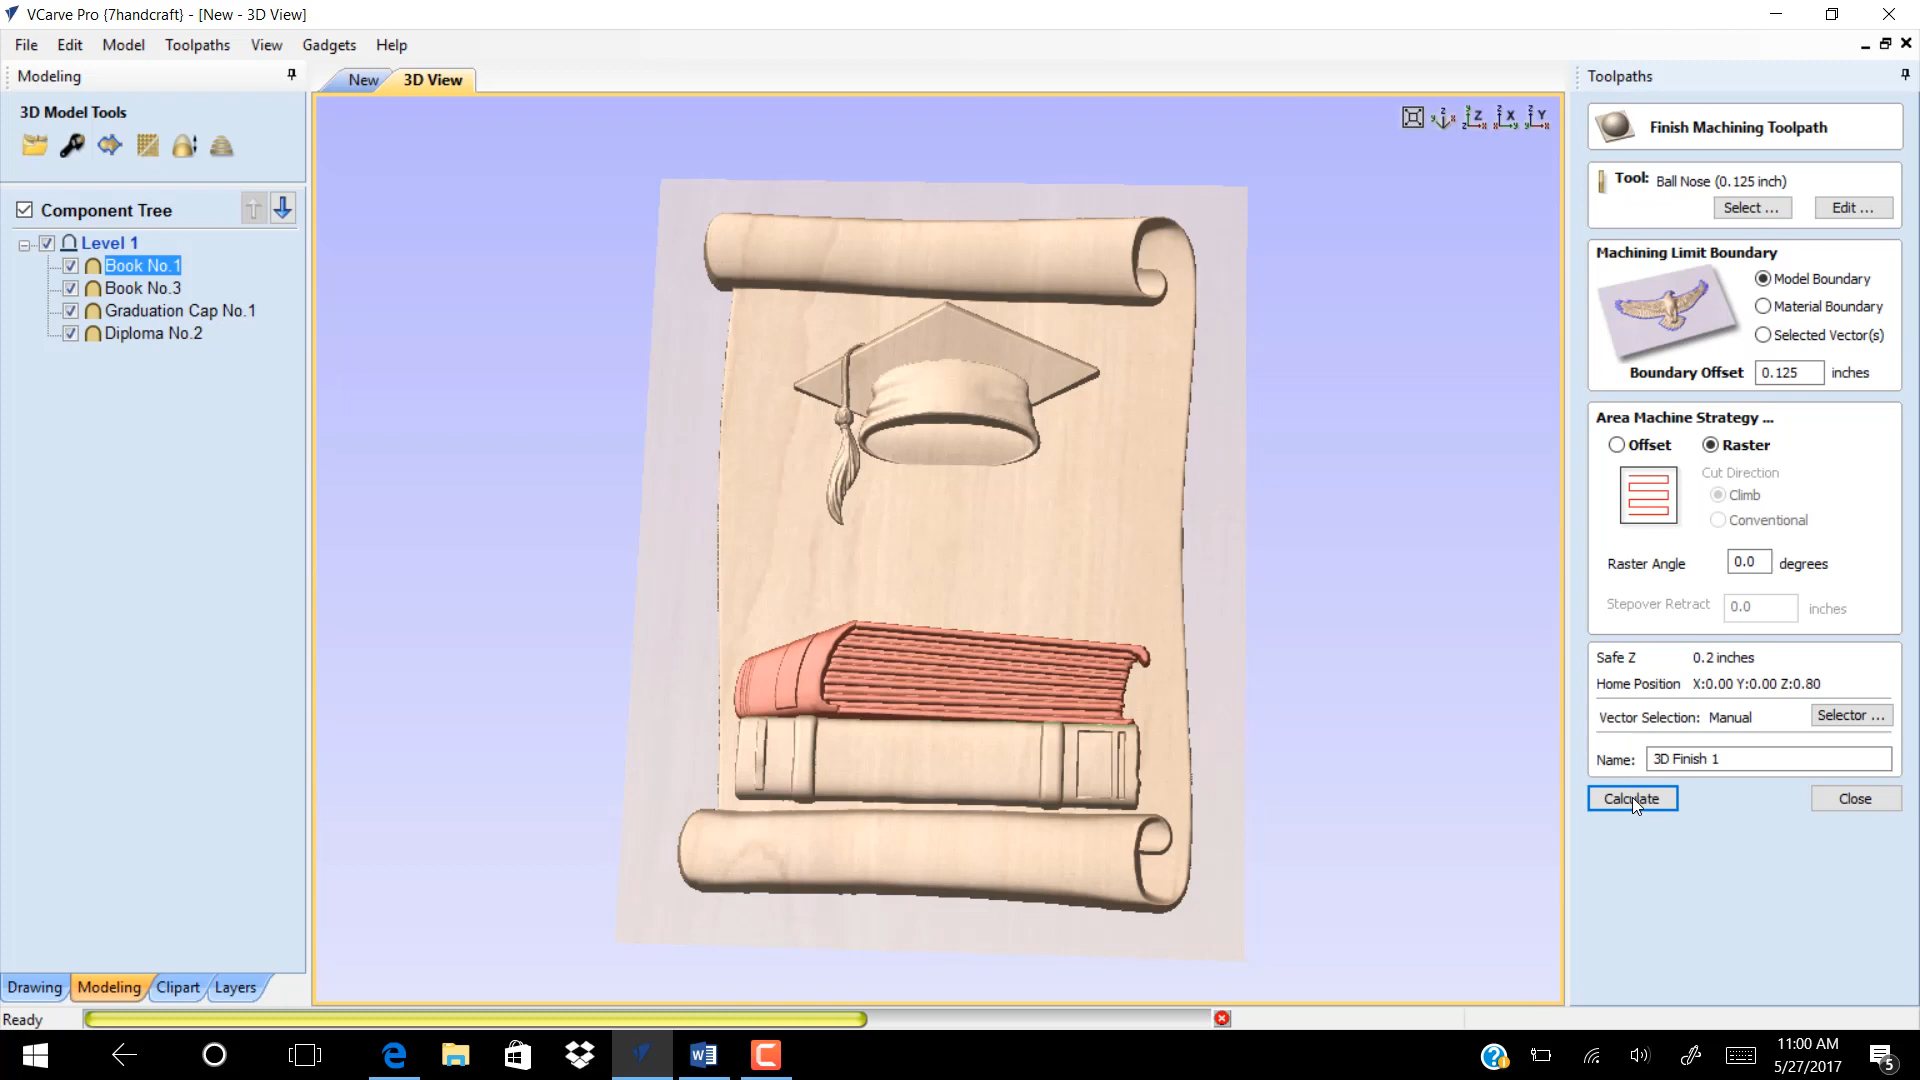 VCarve Pro {7handcraft} - [New - 3D View]
File Edit Model Toolpaths View Gadgets Help
Modeling
3D Model Tools
Component Tree
Level 1
Book No.1
Book No.3
Graduation Cap No.1
Diploma No.2
Drawing Modeling Clipart Layers
Ready
New 3D View
Toolpaths
Finish Machining Toolpath
Tool: Ball Nose (0.125 inch)
Select ... Edit ...
Machining Limit Boundary
Model Boundary
Material Boundary
Selected Vector(s)
Boundary Offset 0.125 inches
Area Machine Strategy ...
Offset Raster
Cut Direction
Climb
Conventional
Raster Angle 0.0 degrees
Stepover Retract 0.0 inches
Safe Z 0.2 inches
Home Position X:0.00 Y:0.00 Z:0.80
Vector Selection: Manual Selector ...
Name: 3D Finish 1
Calculate Close
11:00 AM
5/27/2017
5